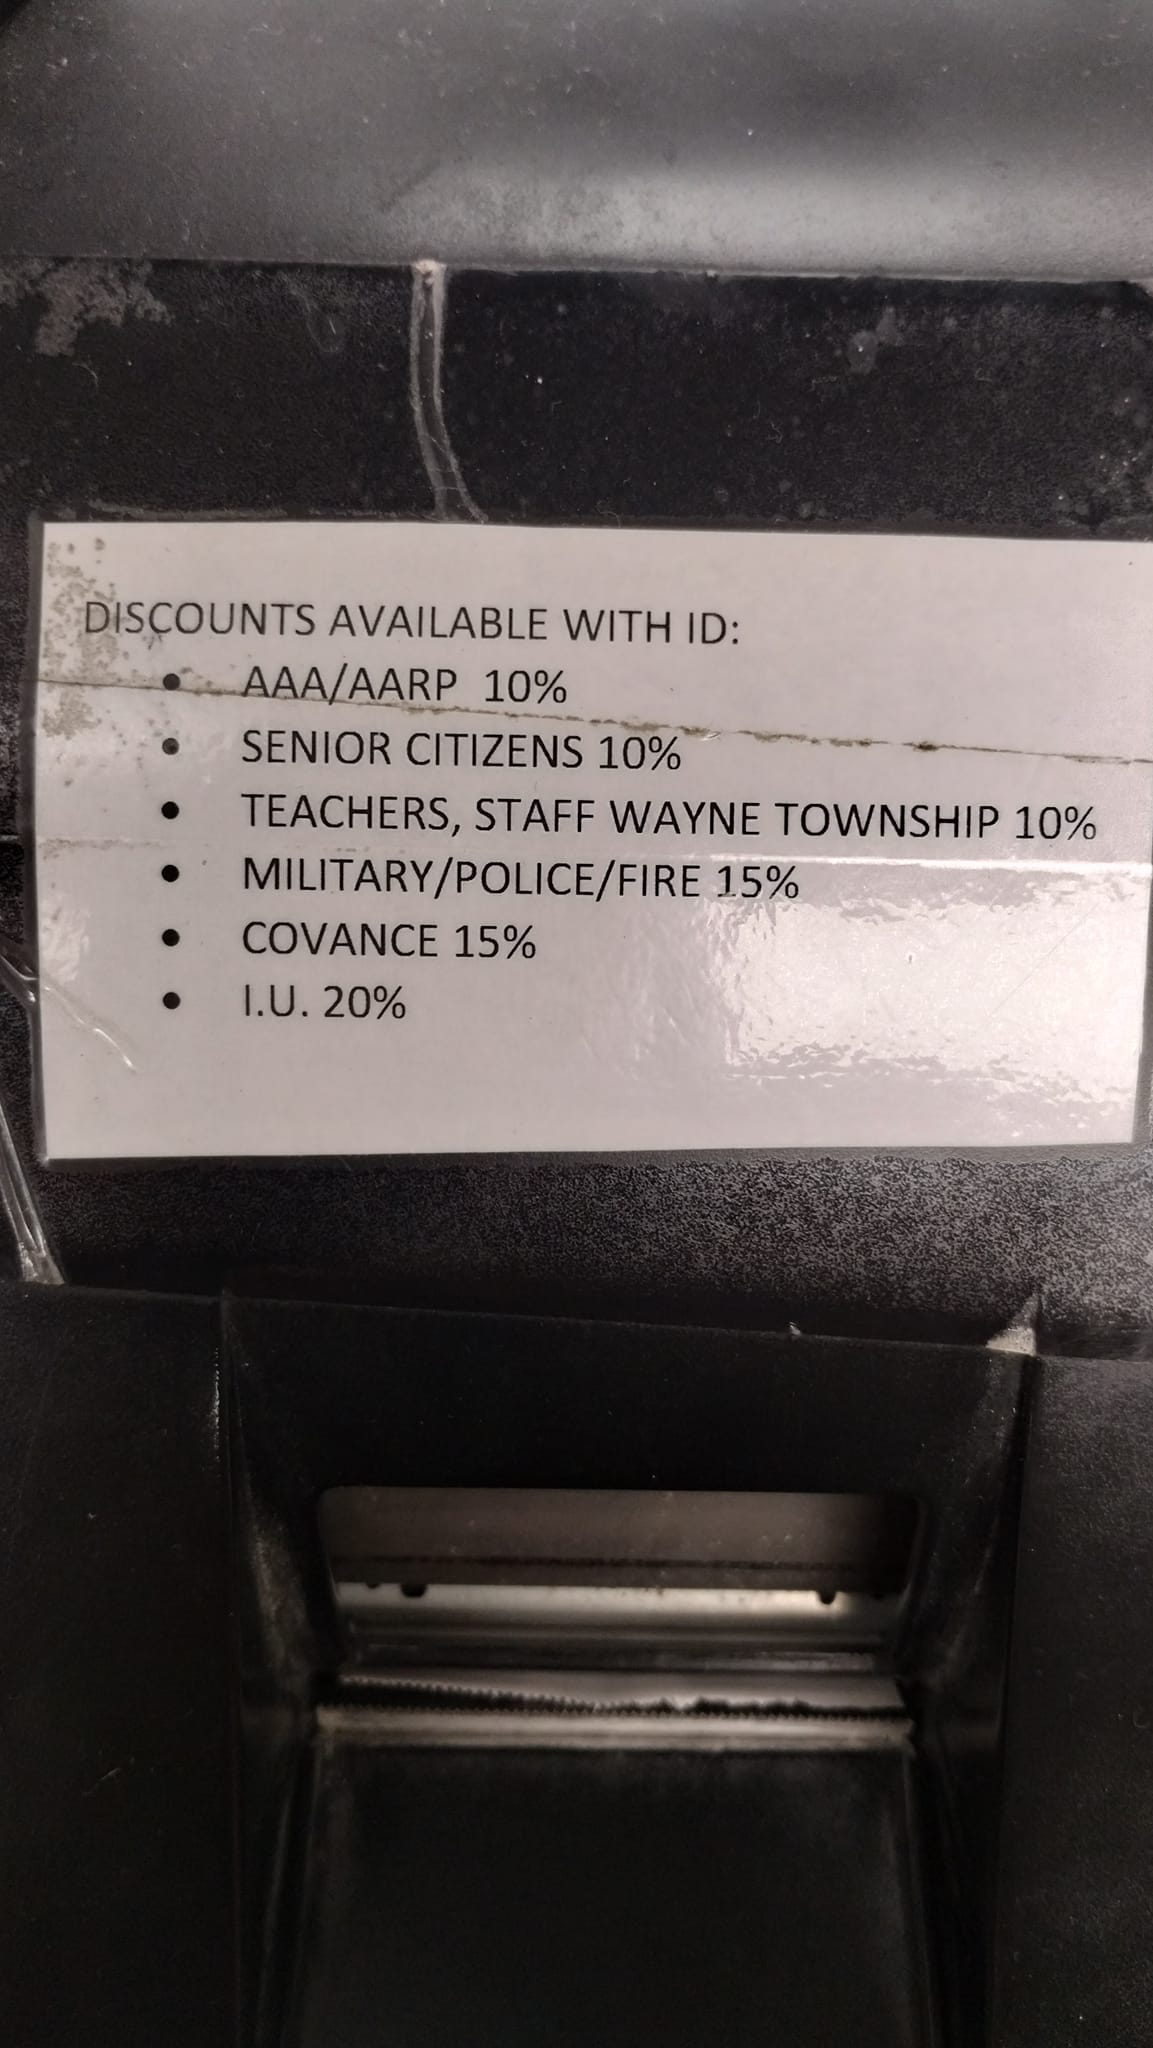 DISCOUNTS AVAILABLE WITH ID:
• AAA/AARP 10%
• SENIOR CITIZENS 10%
• TEACHERS, STAFF WAYNE TOWNSHIP 10%
• MILITARY/POLICE/FIRE 15%
• COVANCE 15%
• I.U. 20%